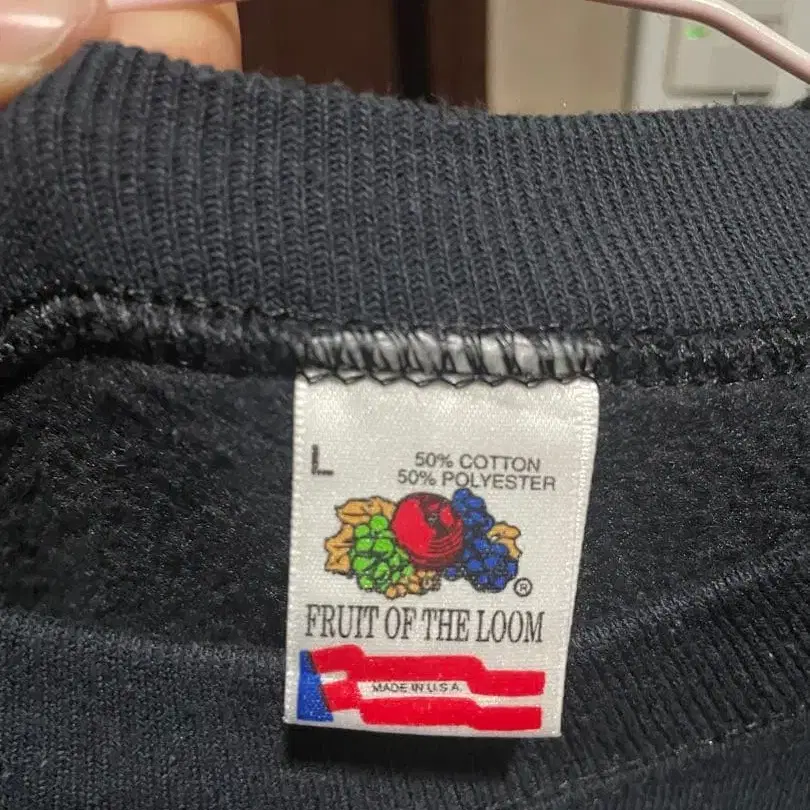 L
50% COTTON
50% POLYESTER
®
FRUIT OF THE LOOM
MADE IN U.S.A.